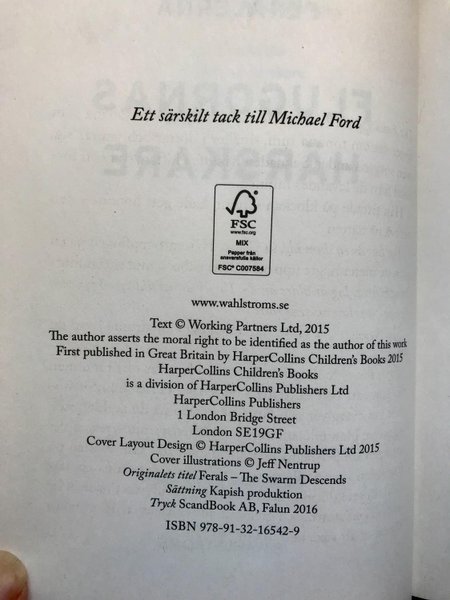 Ett särskilt tack till Michael Ford
FSC
www.fsc.org
MIX
Papper från
ansvarsfulla källor
FSC® C007584
www.wahlstroms.se
Text © Working Partners Ltd, 2015
The author asserts the moral right to be identified as the author of this work
First published in Great Britain by HarperCollins Children's Books 2015
HarperCollins Children's Books
is a division of HarperCollins Publishers Ltd
HarperCollins Publishers
1 London Bridge Street
London SE19GF
Cover Layout Design © HarperCollins Publishers Ltd 2015
Cover illustrations © Jeff Nentrup
Originalets titel Ferals – The Swarm Descends
Sättning Kapish produktion
Tryck ScandBook AB, Falun 2016
ISBN 978-91-32-16542-9